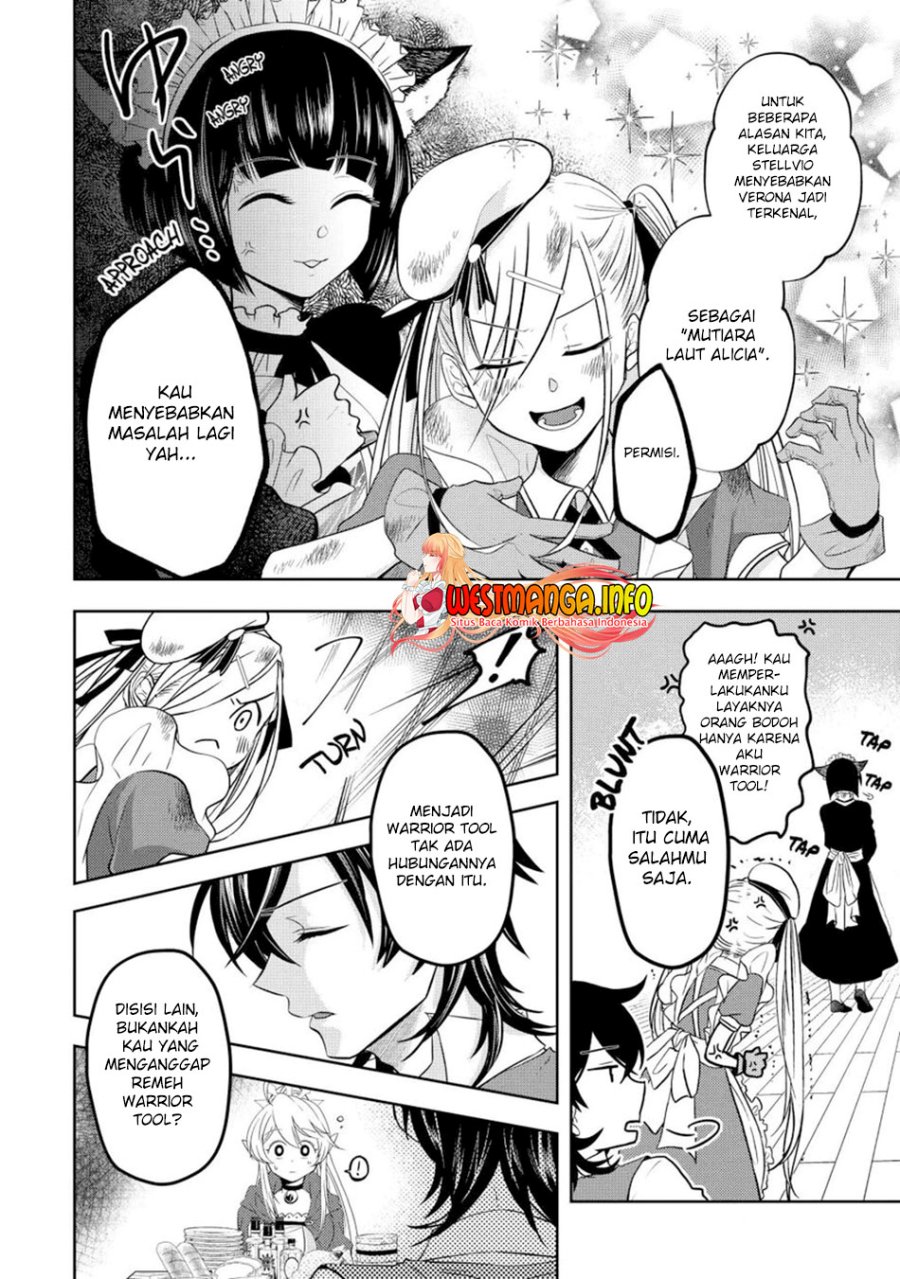 UNTUK
BEBERAPA
ALASAN KITA,
KELUARGA
STELLVIO
MENYEBABKAN
VERONA JADI
TERKENAL,
SEBAGAI
"MUTIARA
LAUT ALICIA".
PERMISI.
ゆら…
ANGRY
ANGRY
ANGRY
APPROACH
KAU
MENYEBABKAN
MASALAH LAGI
YAH...
WESTMANGA.INFO
Situs Baca Komik Berbahasa Indonesia
AAAGH! KAU
MEMPER-
LAKUKANKU
LAYAKNYA
ORANG BODOH
HANYA KARENA
AKU
WARRIOR
TOOL!
TAP
TAP
TAP
BLUNT.
TIDAK,
ITU CUMA
SALAHMU
SAJA.
!?
TURN
MENJADI
WARRIOR TOOL
TAK ADA
HUBUNGANNYA
DENGAN ITU.
DISISI LAIN,
BUKANKAH
KAU YANG
MENGANGGAP
REMEH
WARRIOR
TOOL?
!